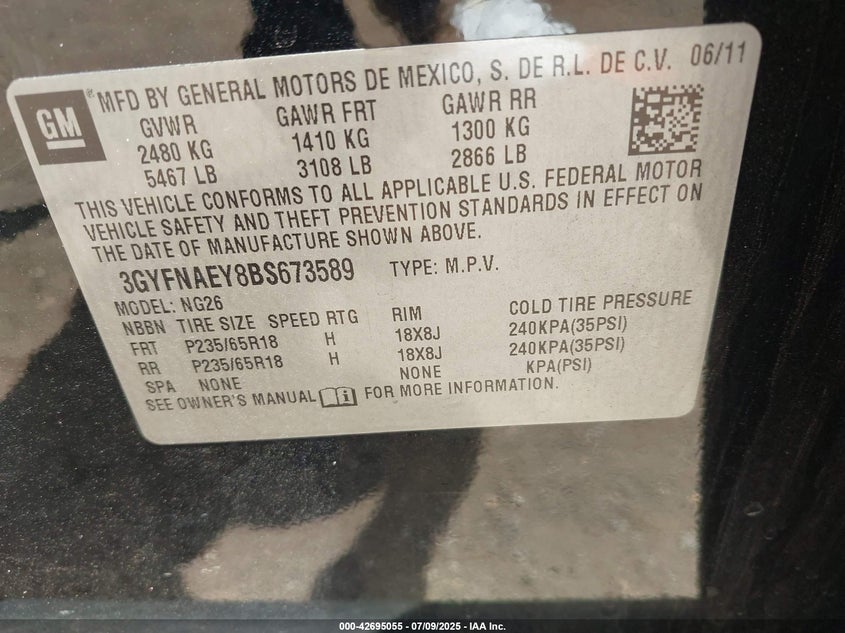 GM
® MFD BY GENERAL MOTORS DE MEXICO, S. DE R.L. DE C.V. 06/11
GVWR GAWR FRT GAWR RR
2480 KG 1410 KG 1300 KG
5467 LB 3108 LB 2866 LB
THIS VEHICLE CONFORMS TO ALL APPLICABLE U.S. FEDERAL MOTOR
VEHICLE SAFETY AND THEFT PREVENTION STANDARDS IN EFFECT ON
THE DATE OF MANUFACTURE SHOWN ABOVE.
3GYFNAEY8BS673589 TYPE: M.P.V.
MODEL: NG26
NBBN TIRE SIZE SPEED RTG RIM COLD TIRE PRESSURE
FRT P235/65R18 H 18X8J 240KPA(35PSI)
RR P235/65R18 H 18X8J 240KPA(35PSI)
SPA NONE NONE KPA(PSI)
SEE OWNER'S MANUAL i FOR MORE INFORMATION.
000-42695055 - 07/09/2025 - IAA Inc.